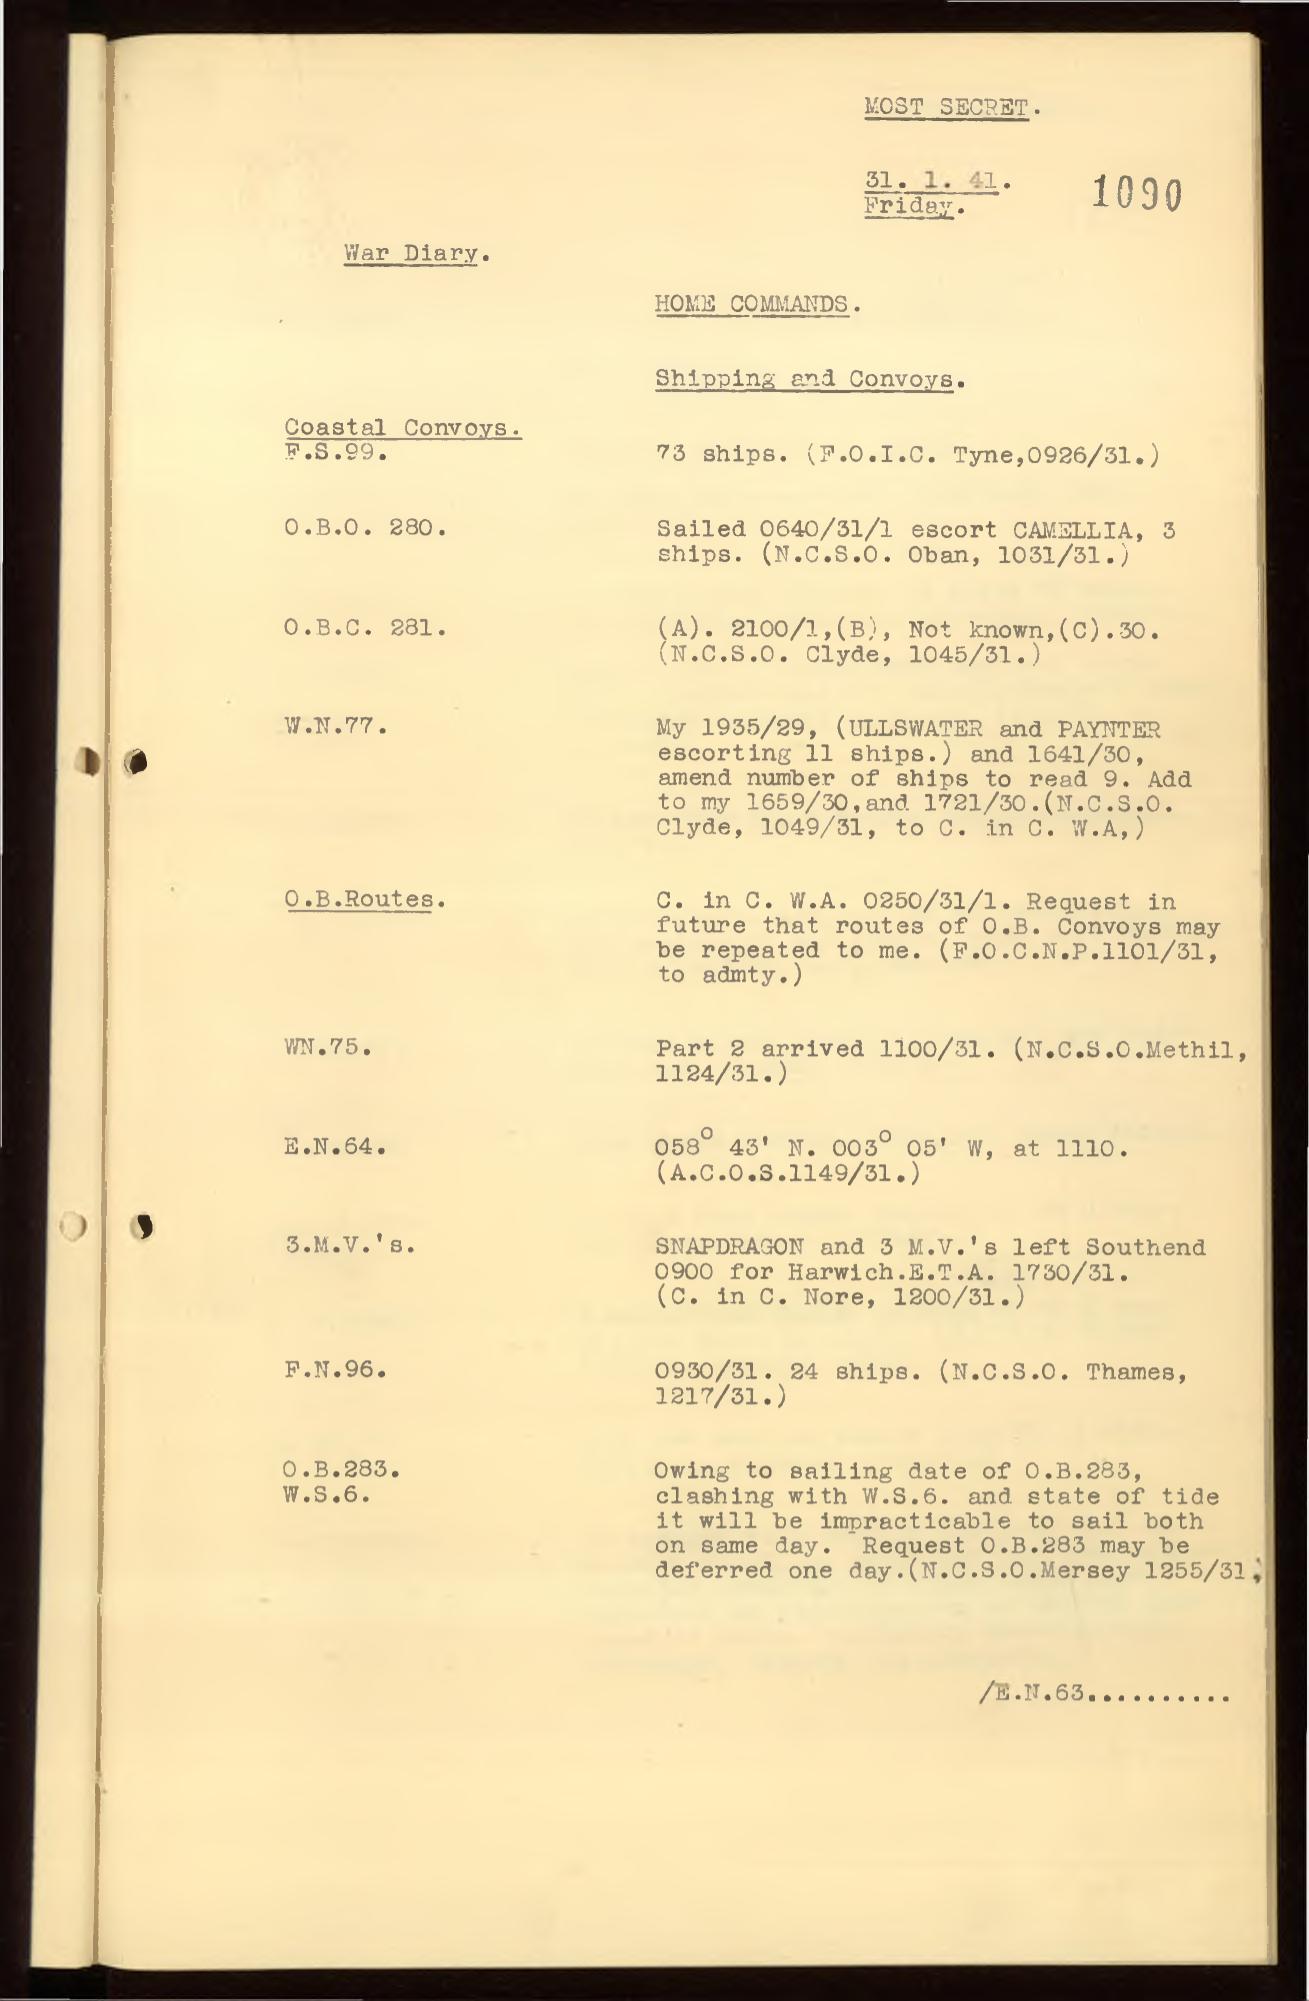 MOST SECRET.
31. 1. 41.
1090
Friday.
War Diary.
HOME COMMANDS.
Shipping and Convoys.
Coastal Convoys.
F.S.99.
73 ships. (F.O.I.C. Tyne,0926/31.)
O.B.O. 280.
Sailed 0640/31/1 escort CAMELLIA, 3
ships. (N.C.S.O. Oban, 1031/31.)
O.B.C. 281.
(A). 2100/1,(B), Not known,(C).30.
(N.C.S.O. Clyde, 1045/31.)
W.N.77.
My 1935/29, (ULLSWATER and PAYNTER
escorting 11 ships.) and 1641/30,
amend number of ships to read 9. Add
to my 1659/30,and 1721/30.(N.C.S.O.
Clyde, 1049/31, to C. in C. W.A,)
O.B.Routes.
C. in C. W.A. 0250/31/1. Request in
future that routes of O.B. Convoys may
be repeated to me. (F.O.C.N.P.1101/31,
to admty.)
WN.75.
Part 2 arrived 1100/31. (N.C.S.O.Methil,
1124/31.)
E.N.64.
058° 43' N. 003° 05' W, at 1110.
(A.C.O.S.1149/31.)
3.M.V.'s.
SNAPDRAGON and 3 M.V.'s left Southend
0900 for Harwich.E.T.A. 1730/31.
(C. in C. Nore, 1200/31.)
F.N.96.
0930/31. 24 ships. (N.C.S.O. Thames,
1217/31.)
O.B.283.
W.S.6.
Owing to sailing date of O.B.283,
clashing with W.S.6. and state of tide
it will be impracticable to sail both
on same day. Request O.B.283 may be
deferred one day.(N.C.S.O.Mersey 1255/31;
/E.N.63..........